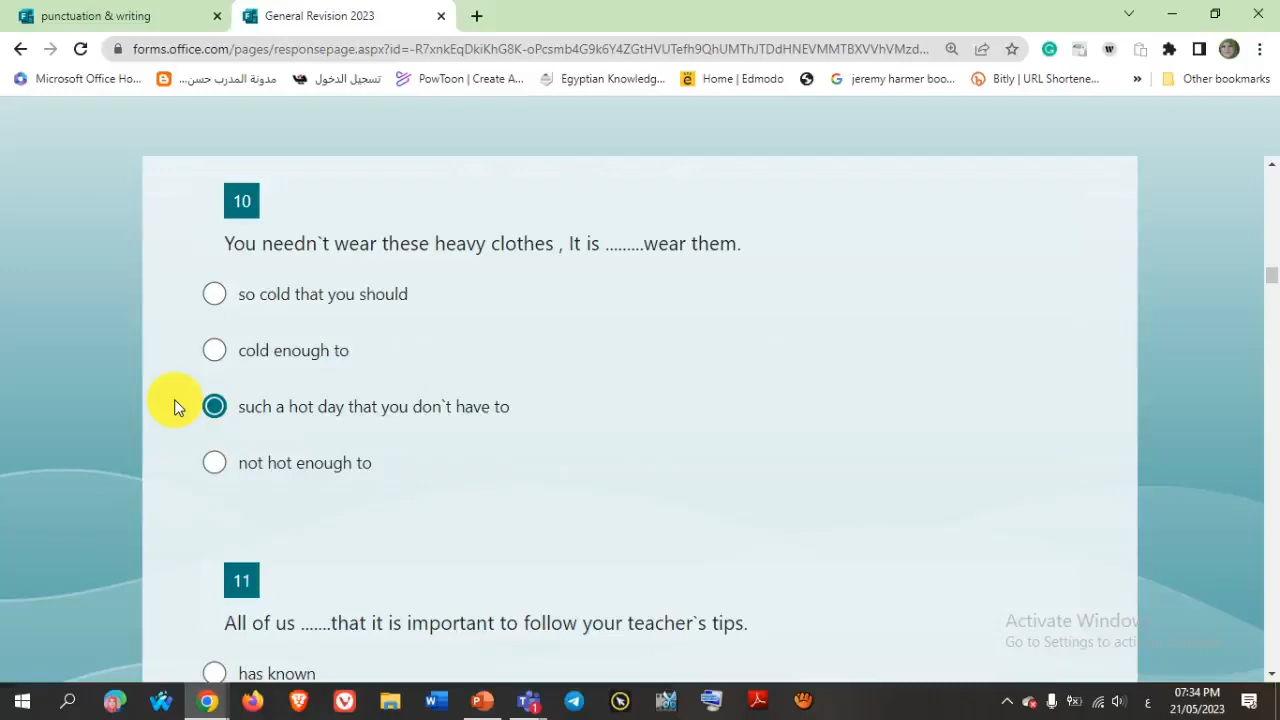 punctuation & writing
General Revision 2023
forms.office.com/pages/responsepage.aspx?id=-R7xnkEqDkiKhG8K-oPcsmb4G9k6Y4ZGtHVUTefh9QhUMThJTDdHNEVMMTBXVVhVMzd...
Microsoft Office Ho...
مدونة المدرب حسن...
تسجيل الدخول
PowToon | Create A...
Egyptian Knowledg...
Home | Edmodo
jeremy harmer boo...
Bitly | URL Shortene...
»
Other bookmarks
10
You needn`t wear these heavy clothes , It is .........wear them.
so cold that you should
cold enough to
such a hot day that you don`t have to
not hot enough to
11
All of us .......that it is important to follow your teacher`s tips.
has known
Activate Windows
Go to Settings to
07:34 PM
21/05/2023